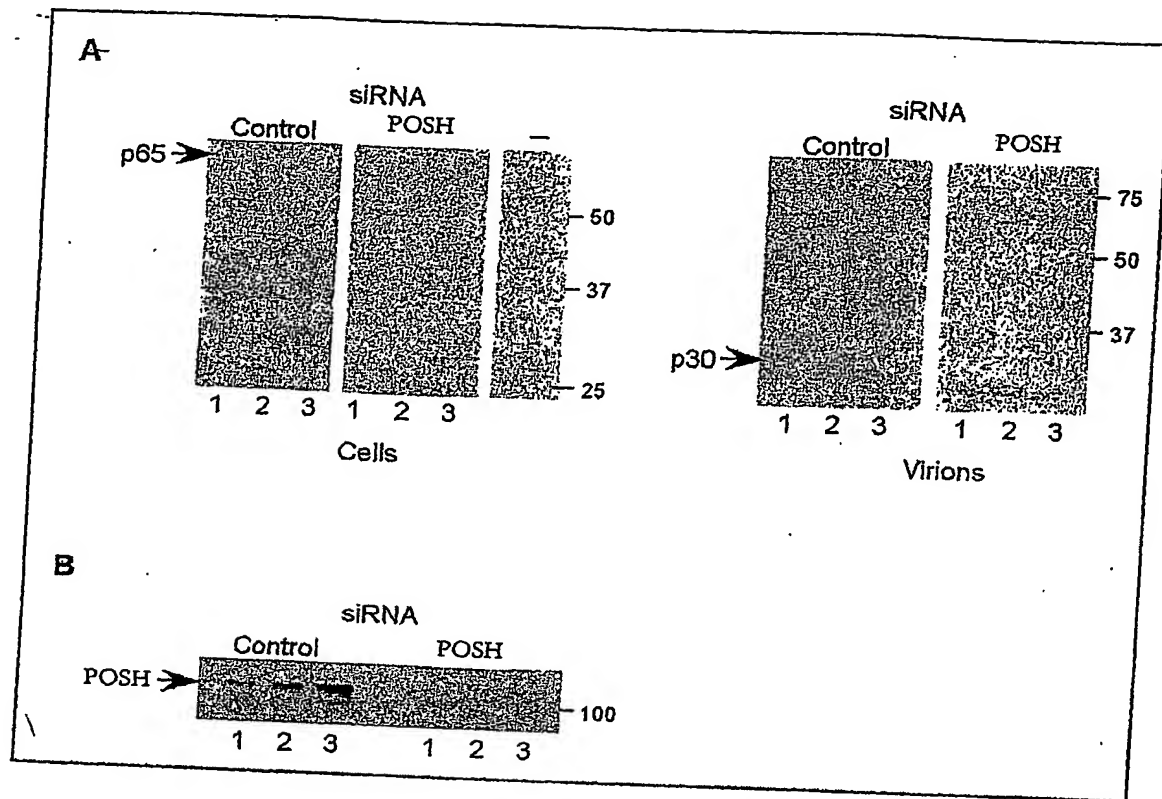 A
siRNA
Control POSH –
p65
50
37
25
1 2 3 1 2 3
Cells
siRNA
Control POSH
75
50
37
p30
1 2 3 1 2 3
Virions
B
siRNA
Control POSH
POSH
100
1 2 3 1 2 3